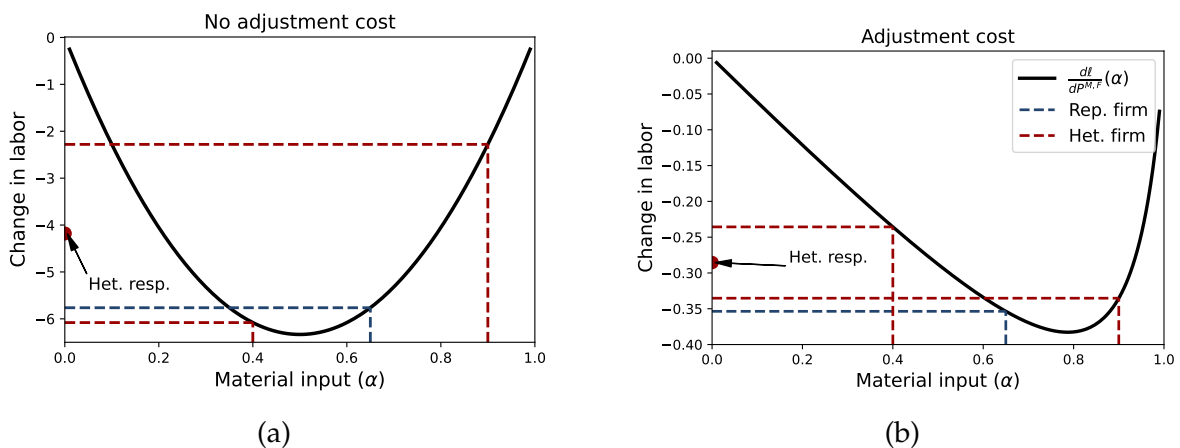 No adjustment cost
0
−1
−2
−3
−4
−5
−6
Change in labor
Het. resp.
0.0 0.2 0.4 0.6 0.8 1.0
Material input (α)
(a)
Adjustment cost
0.00
−0.05
−0.10
−0.15
−0.20
−0.25
−0.30
−0.35
−0.40
Change in labor
dℓ/dP^{M,F}(α)
Rep. firm
Het. firm
Het. resp.
0.0 0.2 0.4 0.6 0.8 1.0
Material input (α)
(b)